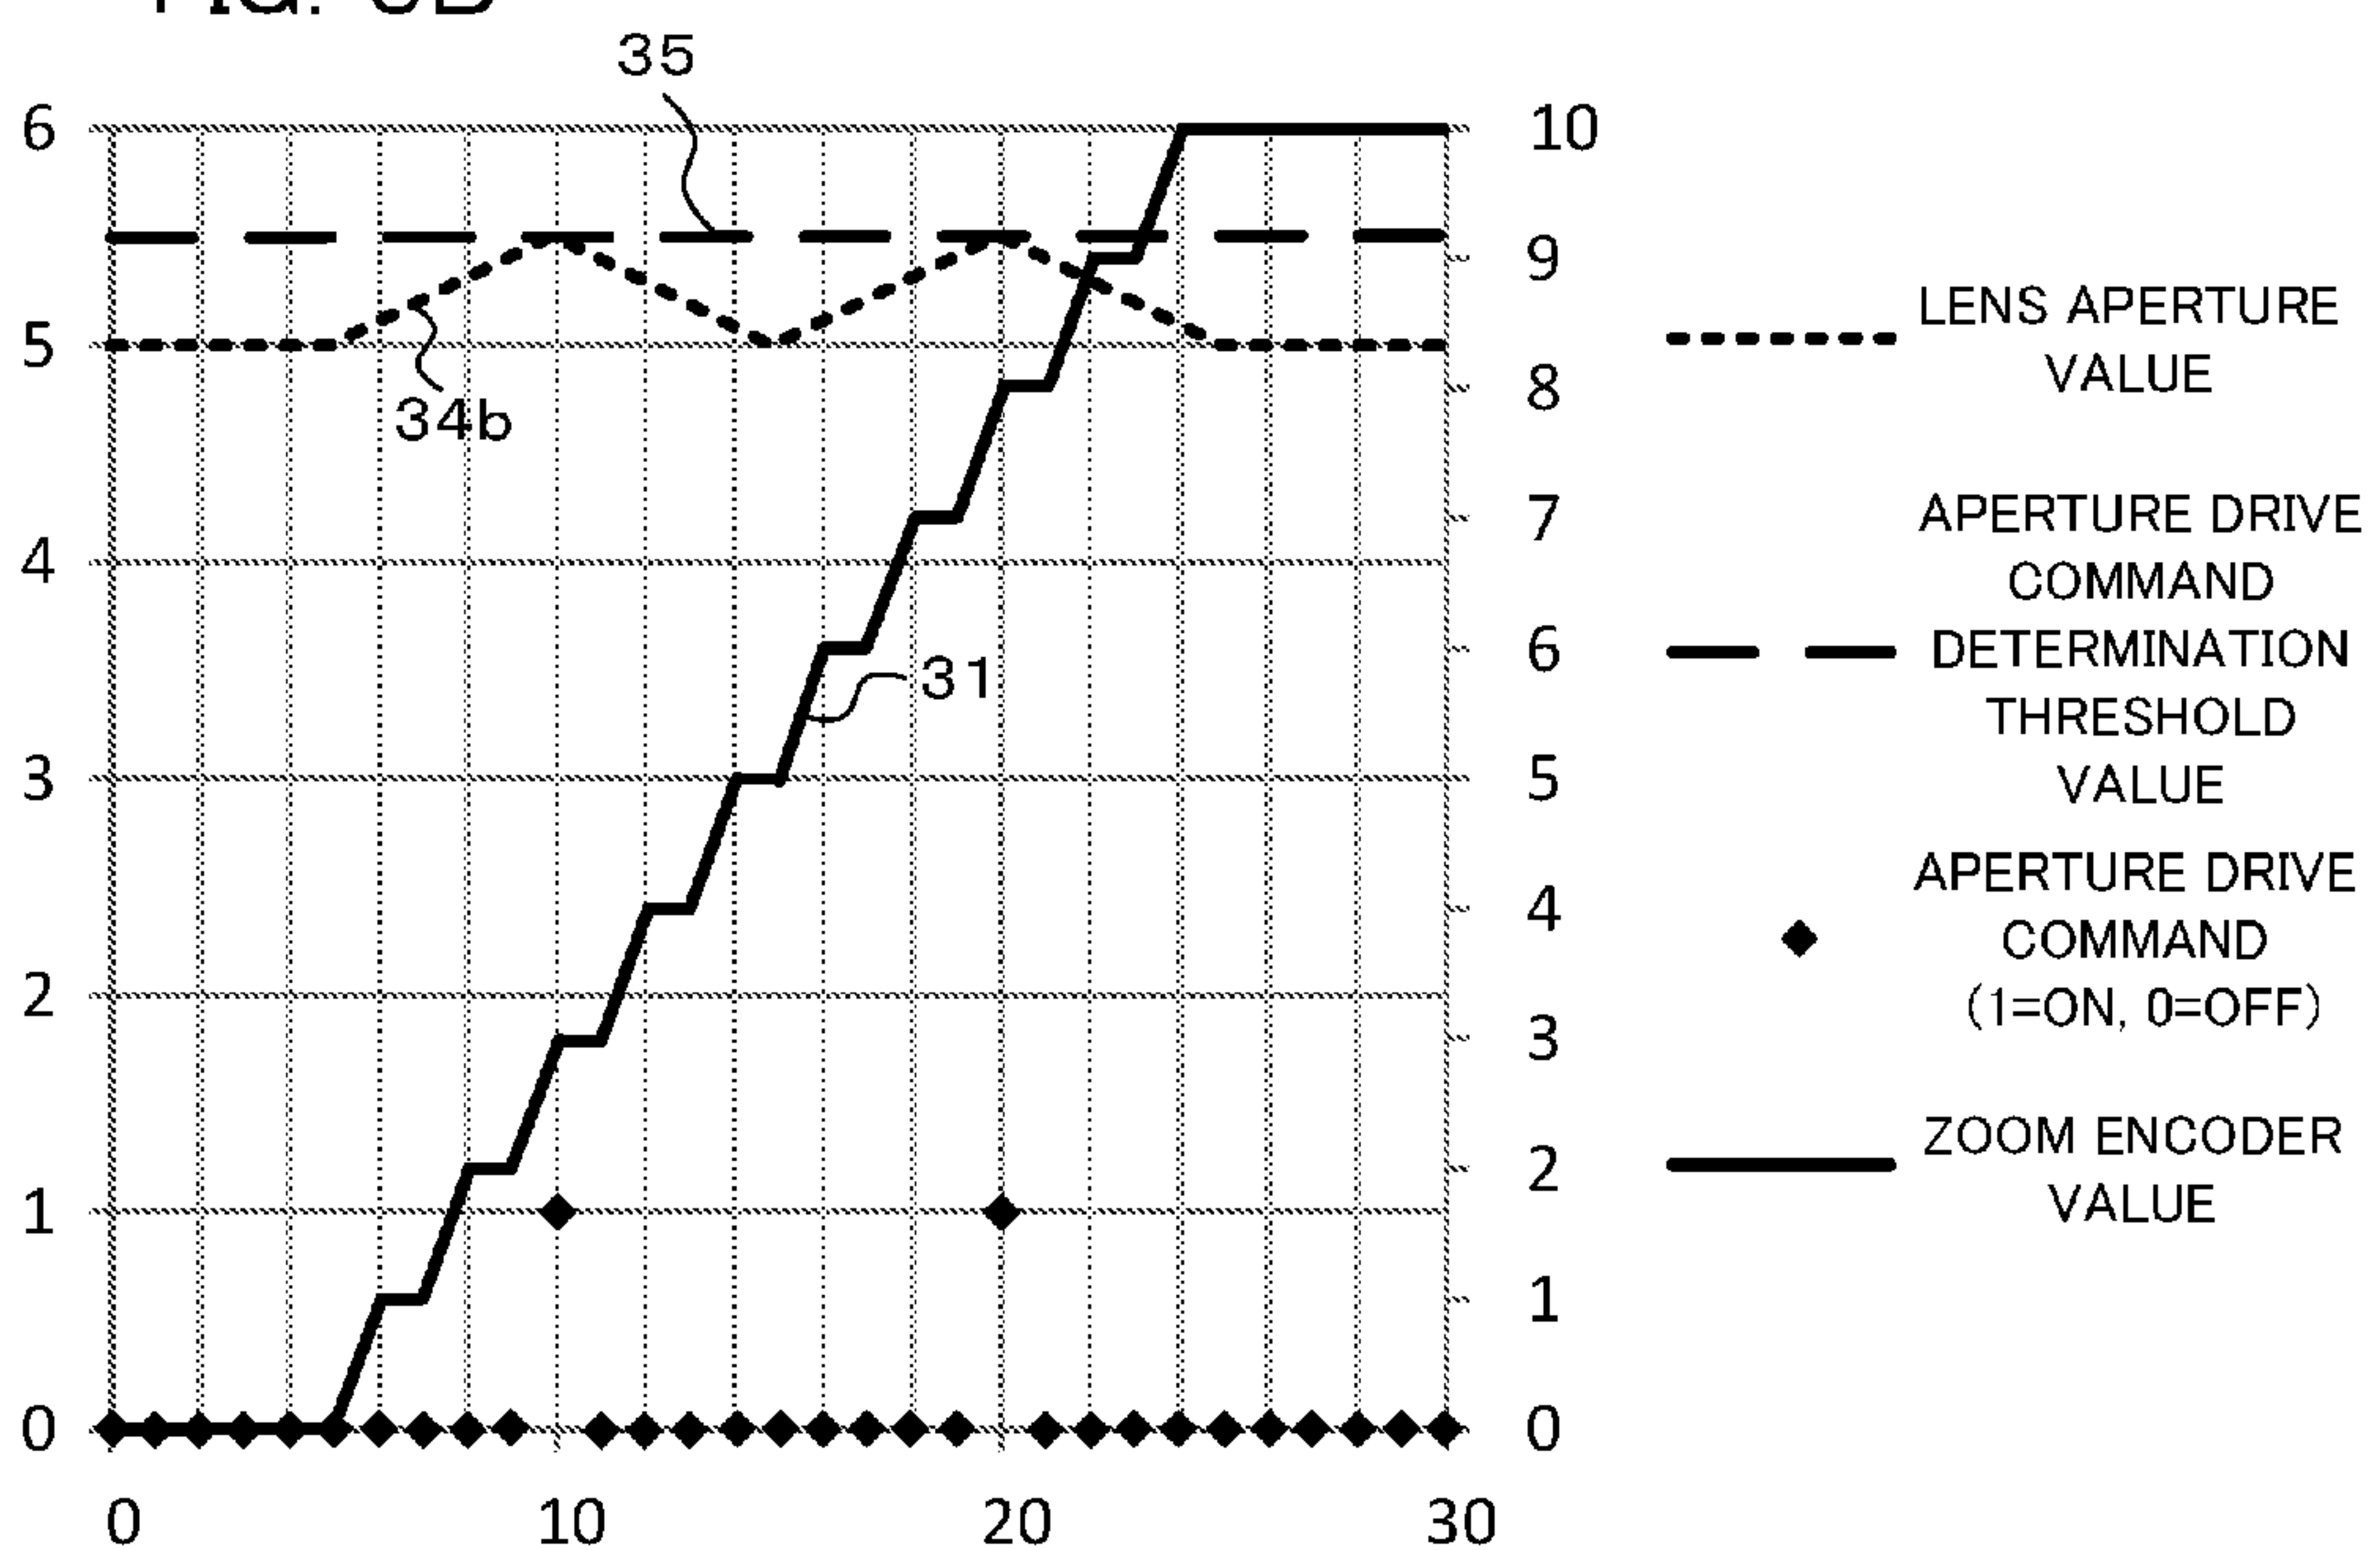 35
6
5
4
3
2
1
0
10
9
8
7
6
5
4
3
2
1
0
0 10 20 30
34b
31
LENS APERTURE
VALUE
APERTURE DRIVE
COMMAND
DETERMINATION
THRESHOLD
VALUE
APERTURE DRIVE
COMMAND
(1=ON, 0=OFF)
ZOOM ENCODER
VALUE